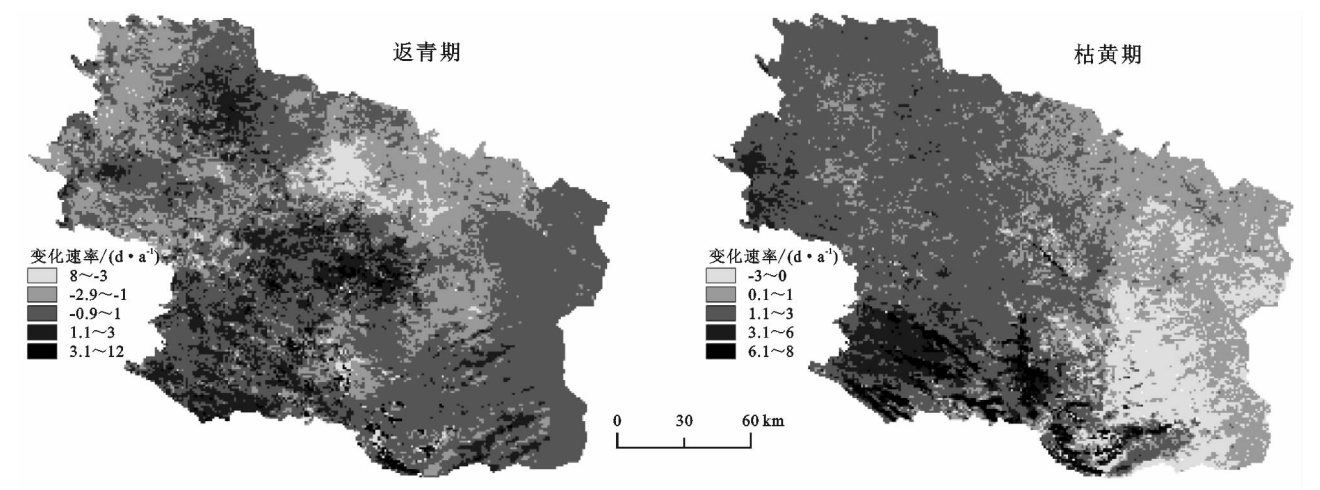 返青期
枯黄期
变化速率/(d·a⁻¹)
8～-3
-2.9～-1
-0.9～1
1.1～3
3.1～12
变化速率/(d·a⁻¹)
-3～0
0.1～1
1.1～3
3.1～6
6.1～8
0 30 60 km